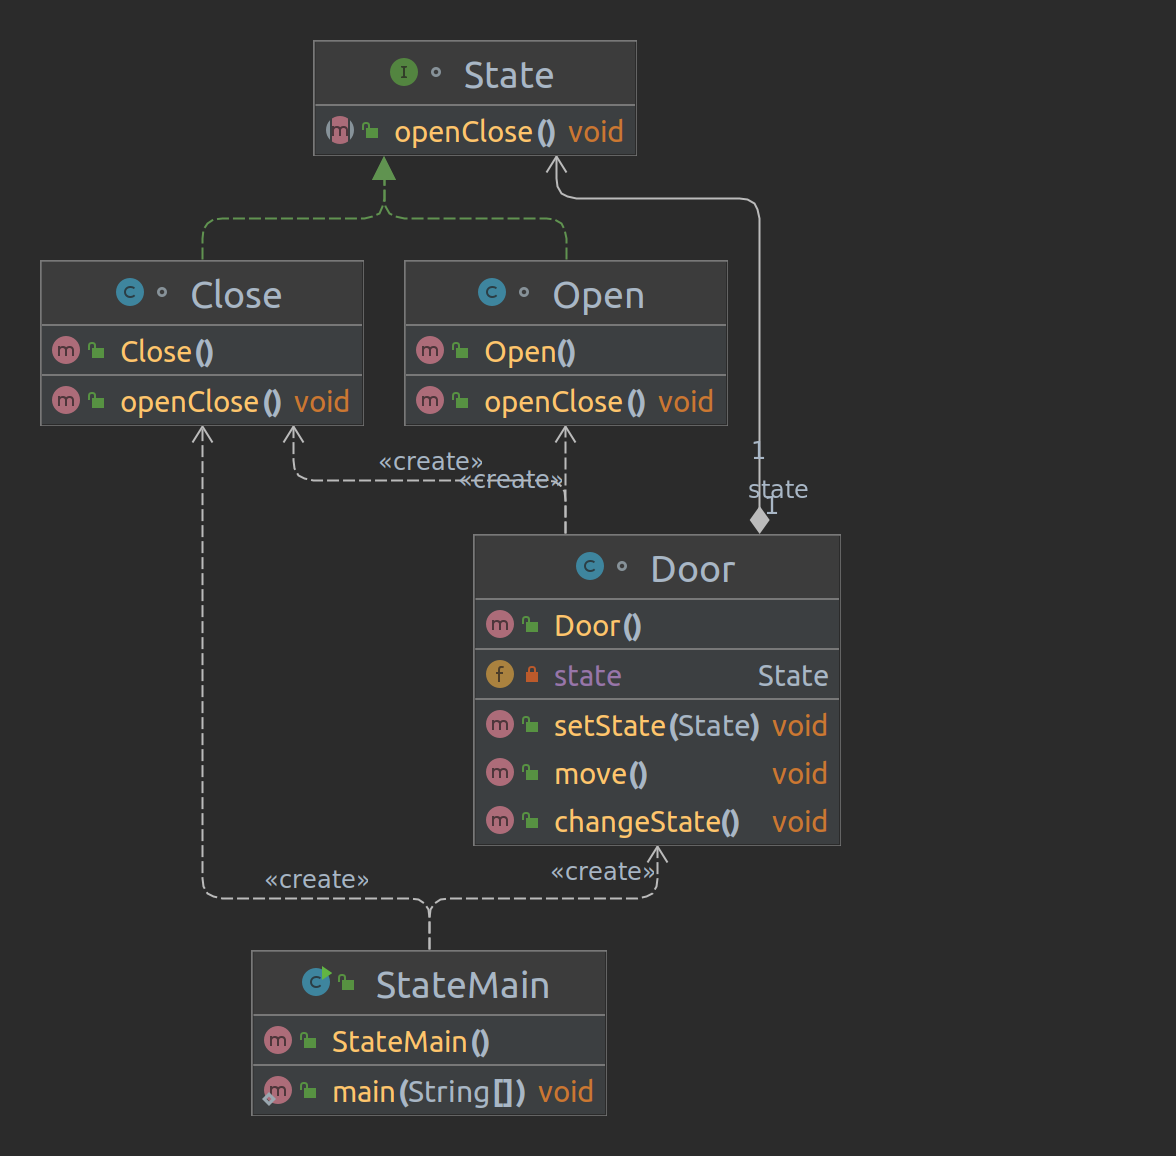 State
openClose() void
Close
Close()
openClose() void
Open
Open()
openClose() void
«create»
«create»
1
state
1
Door
Door()
state State
setState(State) void
move() void
changeState() void
«create»
«create»
StateMain
StateMain()
main(String[]) void